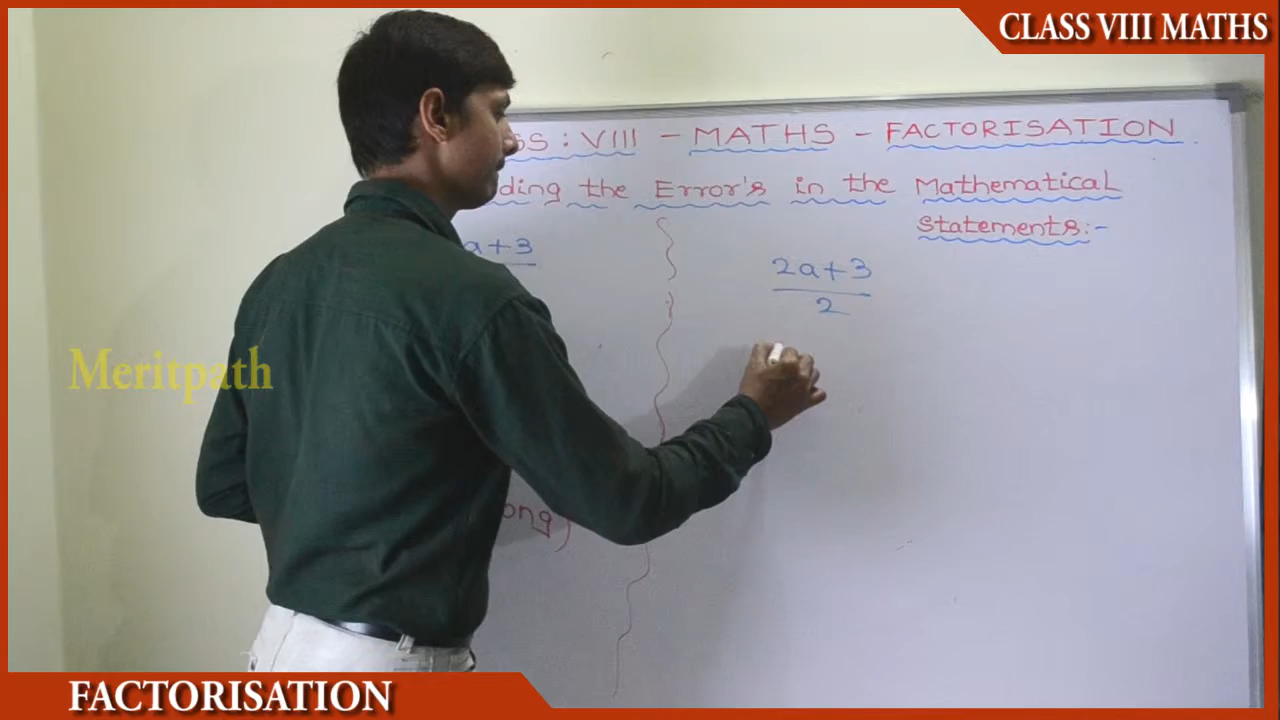 CLASS VIII MATHS
SS : VIII - MATHS - FACTORISATION
ding the Error's in the Mathematical
Statements:-
a+3
2a+3
2
Meritpath
ong)
FACTORISATION